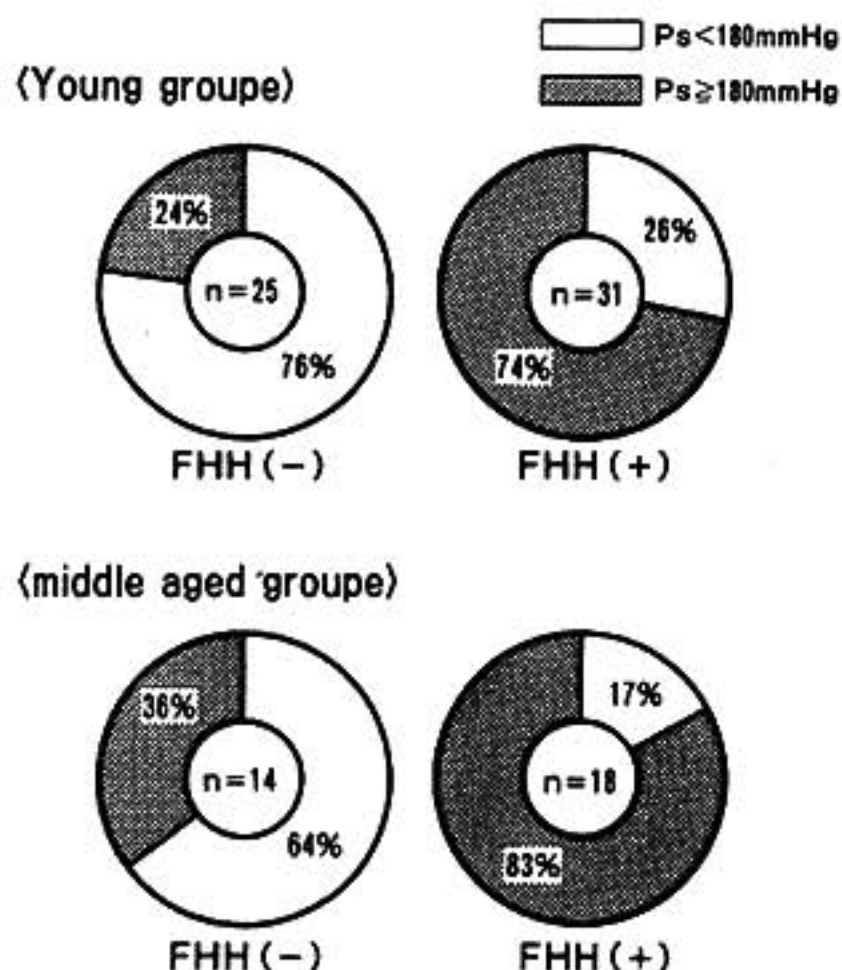 Ps<180mmHg
Ps≧180mmHg
⟨Young groupe⟩
24%
n=25
76%
FHH(−)
26%
n=31
74%
FHH(+)
⟨middle aged groupe⟩
36%
n=14
64%
FHH(−)
17%
n=18
83%
FHH(+)